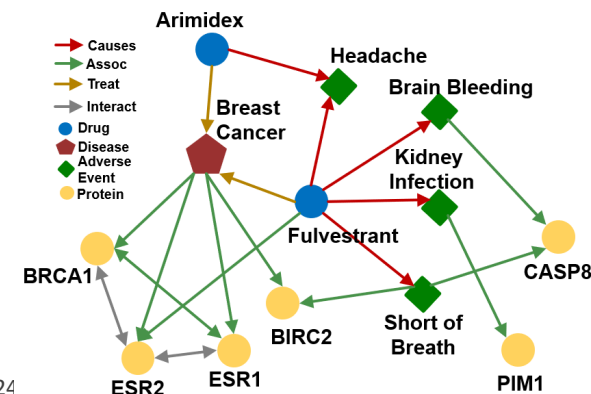 Arimidex
Causes
Assoc
Treat
Interact
Drug
Disease
Adverse
Event
Protein
Headache
Brain Bleeding
Breast
Cancer
Kidney
Infection
Fulvestrant
BRCA1
CASP8
BIRC2
Short of
Breath
ESR2
ESR1
PIM1
24